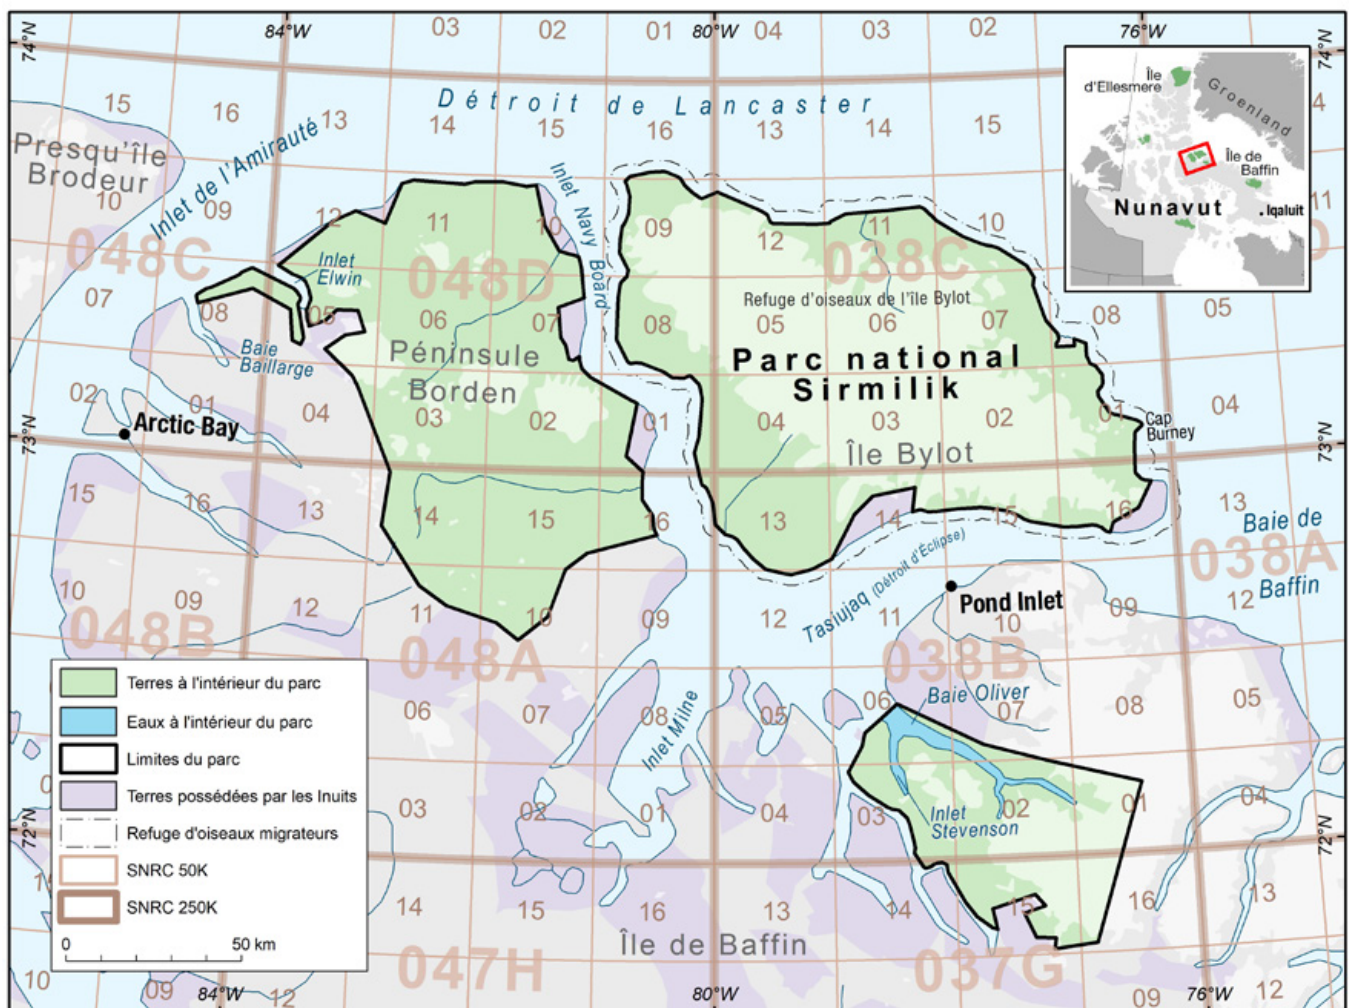 84°W
03
02
01
80°W
04
03
02
76°W
74°N
74°N
Détroit de Lancaster
15
16
13
14
15
16
13
14
15
4
Presqu'île
Brodeur
Inlet de l'Amirauté
10
09
12
11
10
09
12
11
10
11
Inlet Navy
Board
048C
048D
038C
D
Inlet
Elwin
07
08
05
06
07
08
05
06
07
08
05
Refuge d'oiseaux de l'île Bylot
Péninsule
Borden
Baie
Baillarge
Parc national
Sirmilik
02
01
04
03
02
01
04
03
02
01
04
Arctic Bay
Cap
Burney
73°N
73°N
Île Bylot
15
16
13
14
15
16
13
14
15
16
13
Baie de
Baffin
038A
Tasiujaq (Détroit d'Éclipse)
10
09
12
11
10
09
12
11
10
09
12
Pond Inlet
048B
048A
038B
Baie Oliver
06
07
08
05
06
07
08
05
Inlet Milne
0
03
02
01
04
03
02
01
04
Inlet
Stevenson
72°N
72°N
1
14
15
16
13
14
15
16
13
Île de Baffin
047H
037G
10
09
84°W
12
80°W
09
76°W
12
Île
d'Ellesmere
Groenland
Île de
Baffin
Nunavut
Iqaluit
Terres à l'intérieur du parc
Eaux à l'intérieur du parc
Limites du parc
Terres possédées par les Inuits
Refuge d'oiseaux migrateurs
SNRC 50K
SNRC 250K
0
50 km